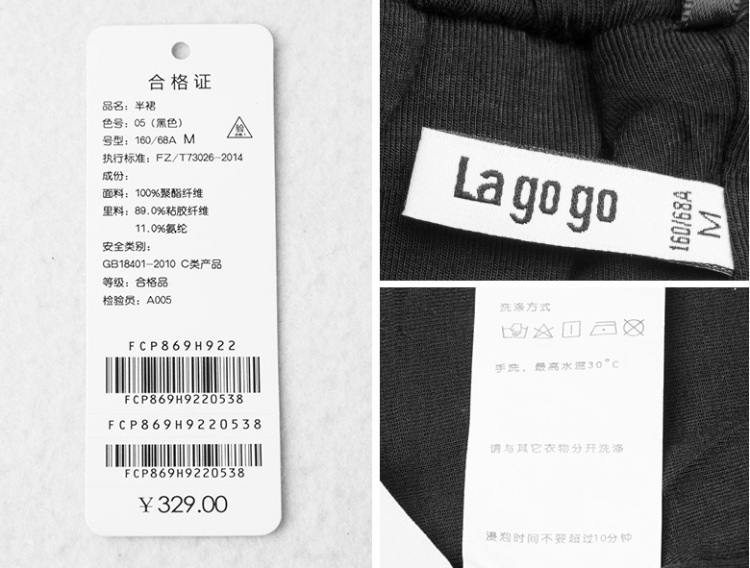 合格证
品名：半裙
色号：05（黑色）
号型：160/68A M
验
执行标准：FZ/T73026-2014
成份：
面料：100%聚酯纤维
里料：89.0%粘胶纤维
11.0%氨纶
安全类别：
GB18401-2010 C类产品
等级：合格品
检验员：A005
FCP869H922
FCP869H9220538
FCP869H9220538
FCP869H9220538
￥329.00
Lagogo
160/68A
M
洗涤方式
手洗，最高水温30°C
请与其它衣物分开洗涤
浸泡时间不要超过10分钟